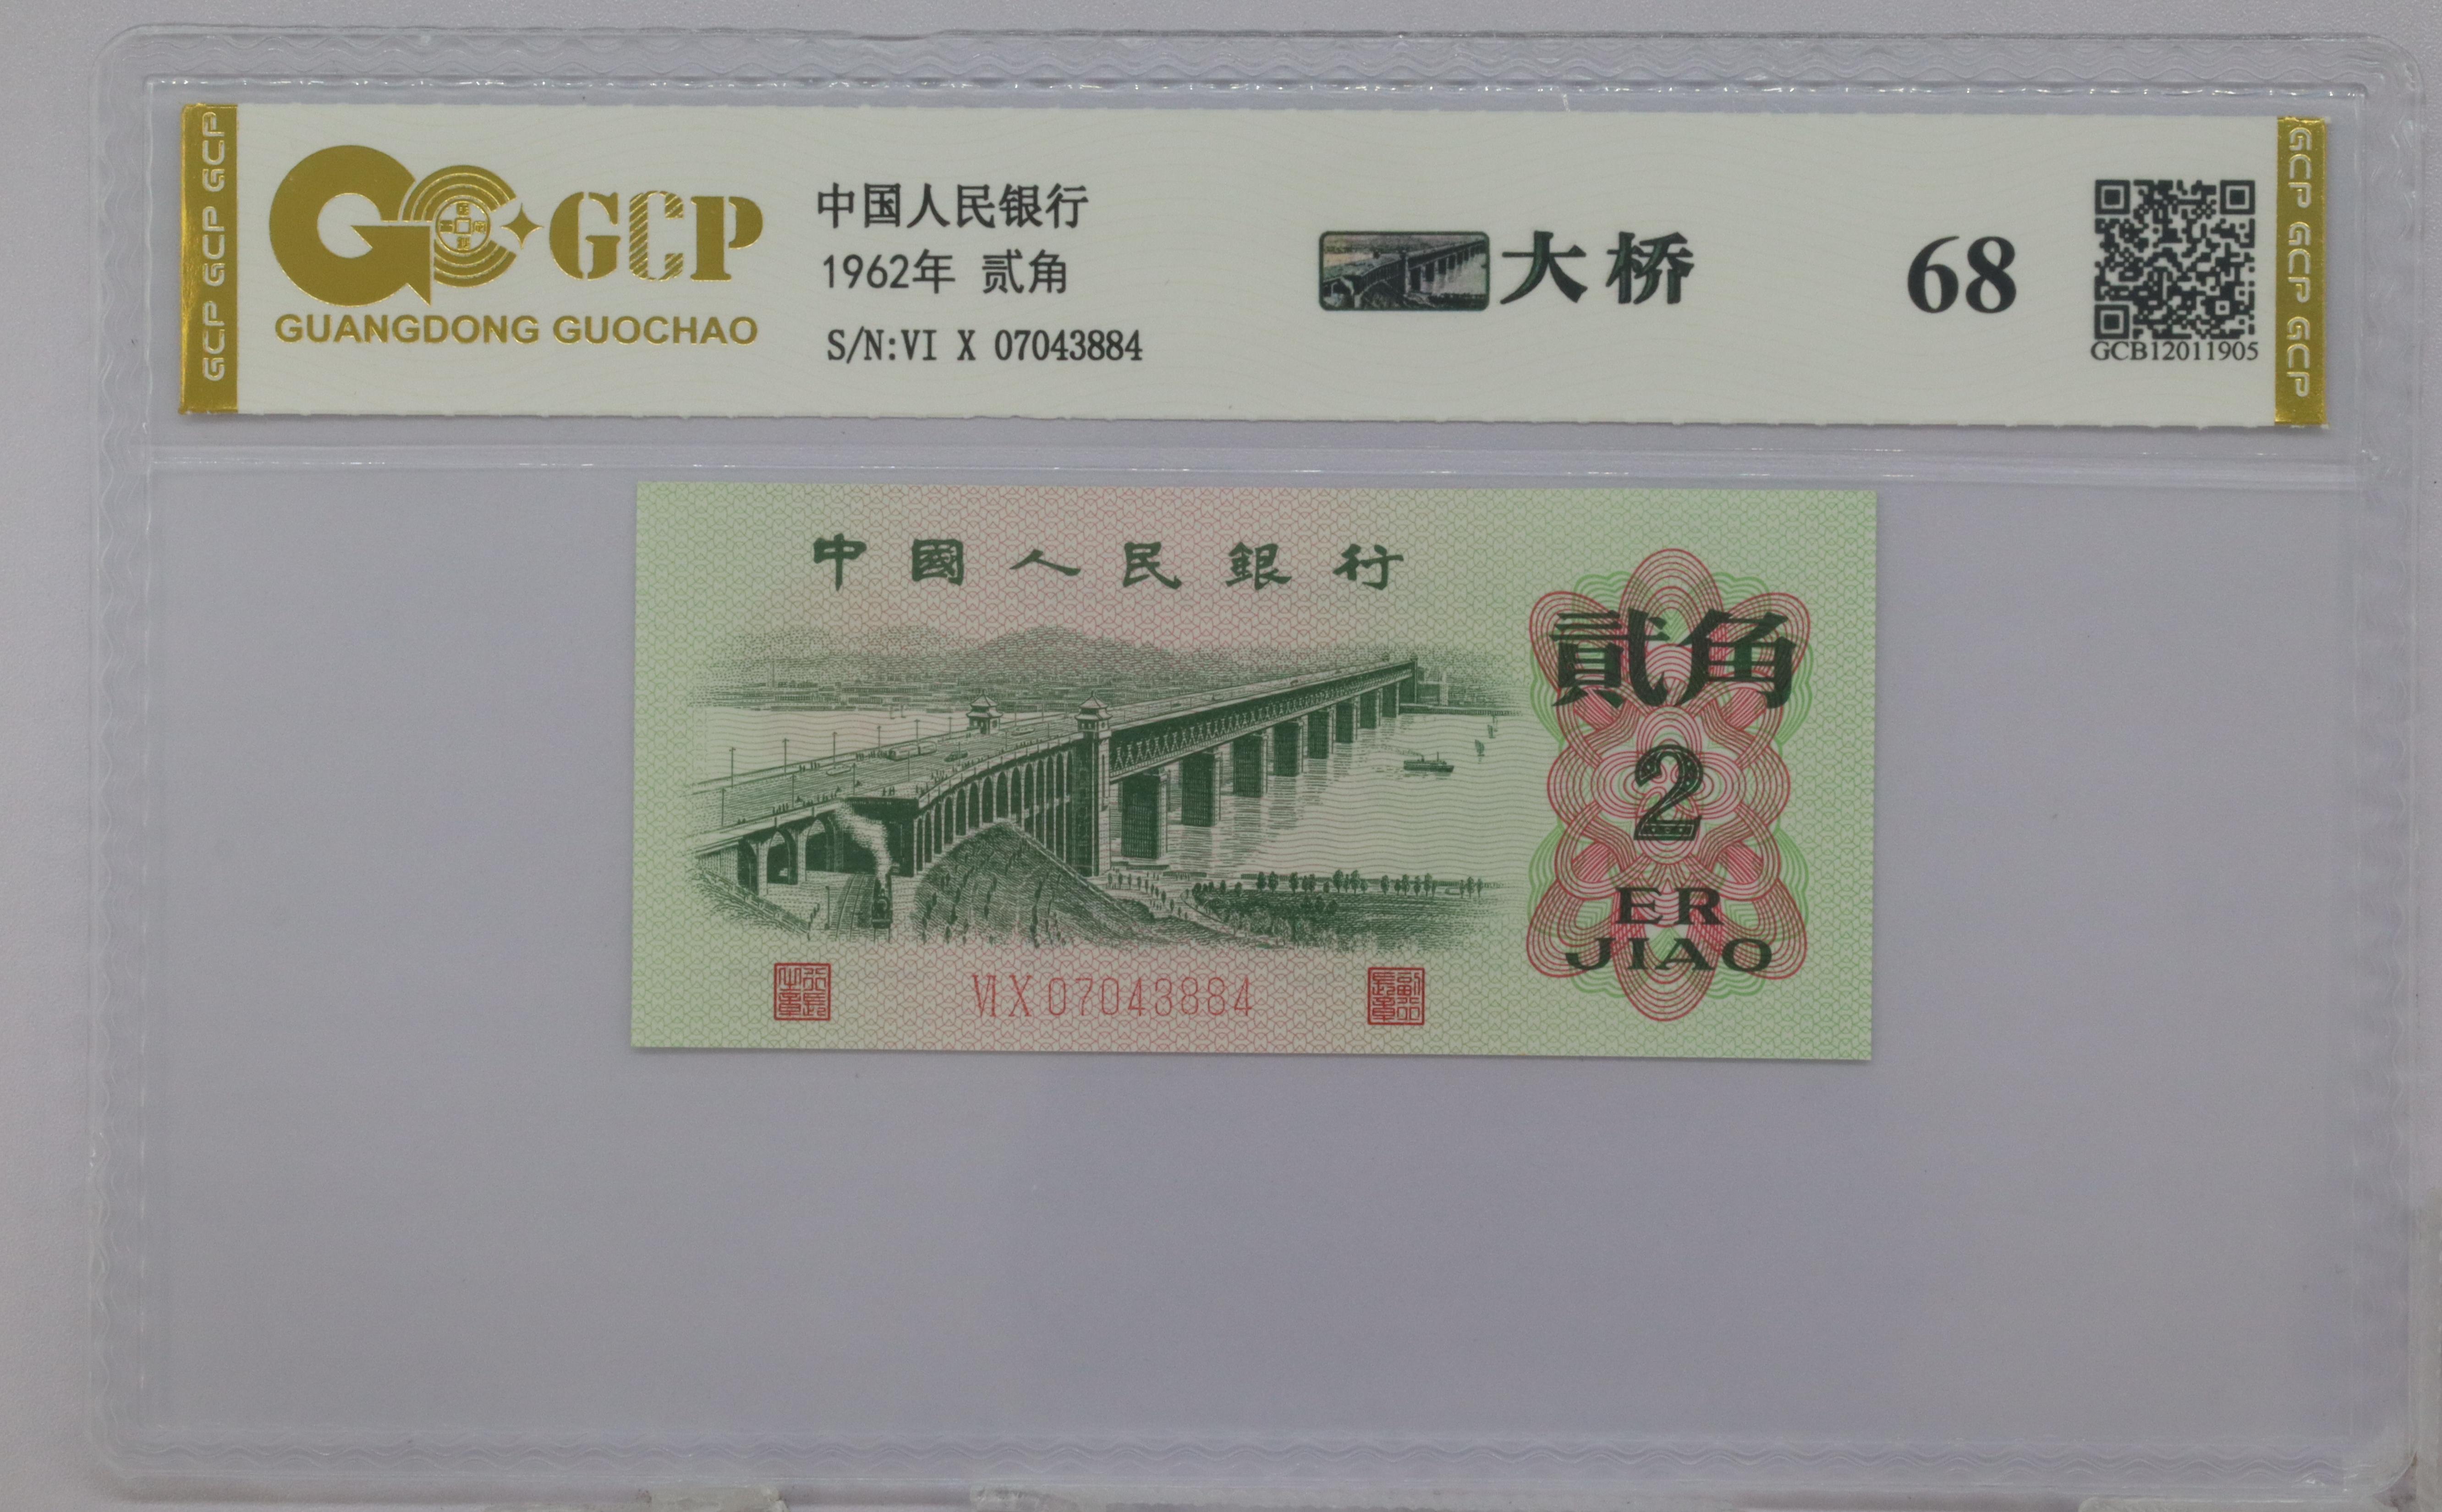 GCP GCP GCP
GCP
GUANGDONG GUOCHAO
中国人民银行
1962年 贰角
S/N:VI X 07043884
大桥
68
GCB12011905
GCP GCP GCP
中國人民銀行
貳角
2
ER
JIAO
VI X 07043884